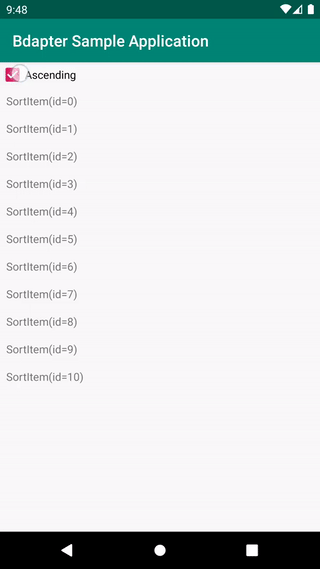 9:48
Bdapter Sample Application
Ascending
SortItem(id=0)
SortItem(id=1)
SortItem(id=2)
SortItem(id=3)
SortItem(id=4)
SortItem(id=5)
SortItem(id=6)
SortItem(id=7)
SortItem(id=8)
SortItem(id=9)
SortItem(id=10)